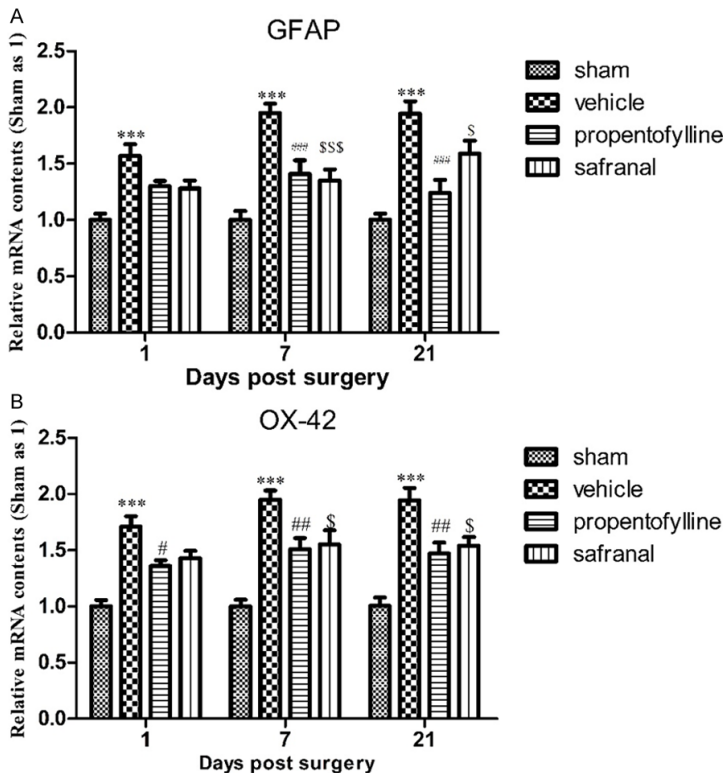 A
GFAP
Relative mRNA contents (Sham as 1)
2.5
2.0
1.5
1.0
0.5
0.0
***
***
***
###
$$$
###
$
sham
vehicle
propentofylline
safranal
1
7
21
Days post surgery
B
OX-42
Relative mRNA contents (Sham as 1)
2.5
2.0
1.5
1.0
0.5
0.0
***
#
***
##
$
***
##
$
sham
vehicle
propentofylline
safranal
1
7
21
Days post surgery